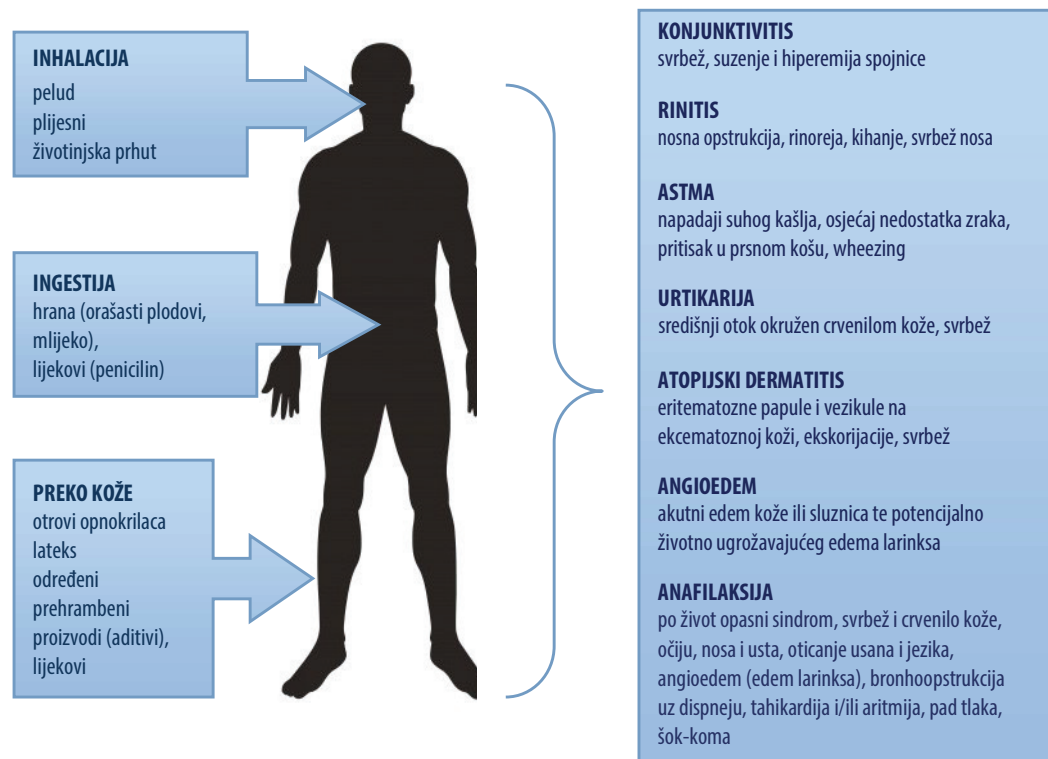 INHALACIJA
pelud
plijesni
životinjska prhut
INGESTIJA
hrana (orašasti plodovi,
mlijeko),
lijekovi (penicilin)
PREKO KOŽE
otrovi opnokrilaca
lateks
određeni
prehrambeni
proizvodi (aditivi),
lijekovi
KONJUNKTIVITIS
svrbež, suzenje i hiperemija spojnice
RINITIS
nosna opstrukcija, rinoreja, kihanje, svrbež nosa
ASTMA
napadaji suhog kašlja, osjećaj nedostatka zraka,
pritisak u prsnom košu, wheezing
URTIKARIJA
središnji otok okružen crvenilom kože, svrbež
ATOPIJSKI DERMATITIS
eritematozne papule i vezikule na
ekcematoznoj koži, ekskorijacije, svrbež
ANGIOEDEM
akutni edem kože ili sluznica te potencijalno
životno ugrožavajućeg edema larinksa
ANAFILAKSIJA
po život opasni sindrom, svrbež i crvenilo kože,
očiju, nosa i usta, oticanje usana i jezika,
angioedem (edem larinksa), bronhoopstrukcija
uz dispneju, tahikardija i/ili aritmija, pad tlaka,
šok-koma